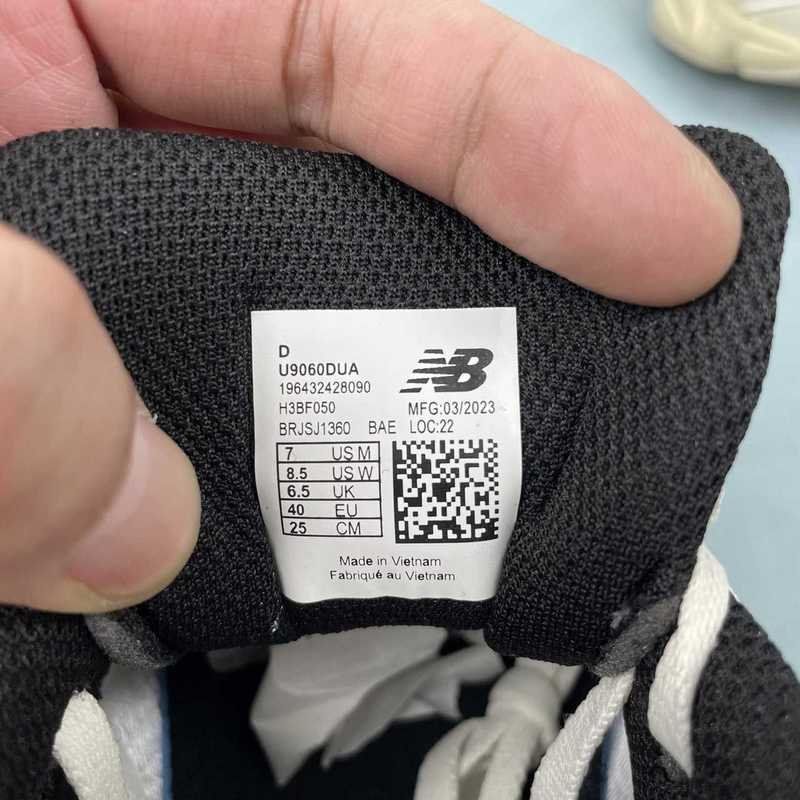 D
U9060DUA
196432428090
H3BF050 MFG:03/2023
BRJSJ1360 BAE LOC:22
7 US M
8.5 US W
6.5 UK
40 EU
25 CM
Made in Vietnam
Fabriqué au Vietnam
NB